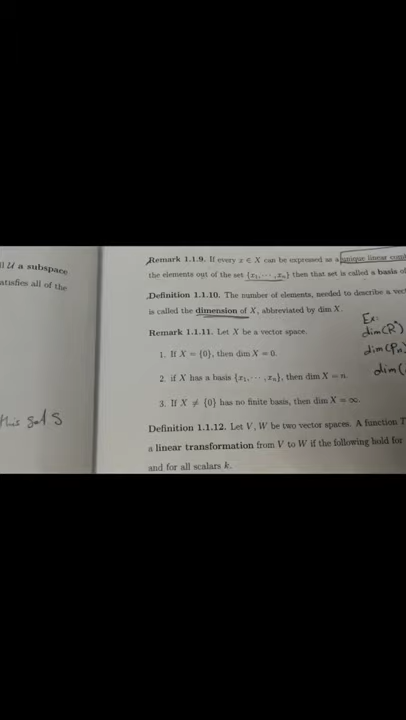 U a subspace
atisfies all of the
this set S
Remark 1.1.9. If every x ∈ X can be expressed as a unique linear
the elements out of the set {x₁, ⋯ , xₙ} then that set is called a basis of
Definition 1.1.10. The number of elements, needed to describe a
is called the dimension of X, abbreviated by dim X.
Ex:
dim(
Remark 1.1.11. Let X be a vector space.
1. If X = {0}, then dim X = 0.
dim(Pₙ)
2. if X has a basis {x₁, ⋯ , xₙ}, then dim X = n.
dim(
3. If X ≠ {0} has no finite basis, then dim X = ∞.
Definition 1.1.12. Let V, W be two vector spaces. A function T
a linear transformation from V to W if the following hold for
and for all scalars k.